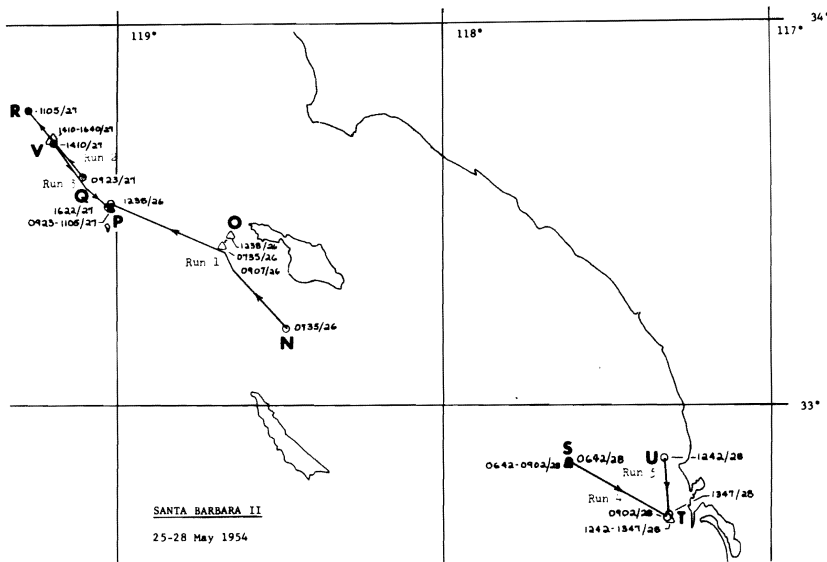 119°
118°
117°
34°
R
1105/27
1410-1640/27
V
1410/27
Run 2
0923/27
Run 3
Q
1238/26
1622/27
0923-1105/27
P
O
1238/26
0735/26
Run 1
0907/26
0735/26
N
33°
S
0642/28
0642-0902/28
U
1242/28
Run 5
Run 4
1347/28
0902/28
T
1242-1347/28
SANTA BARBARA II
25-28 May 1954